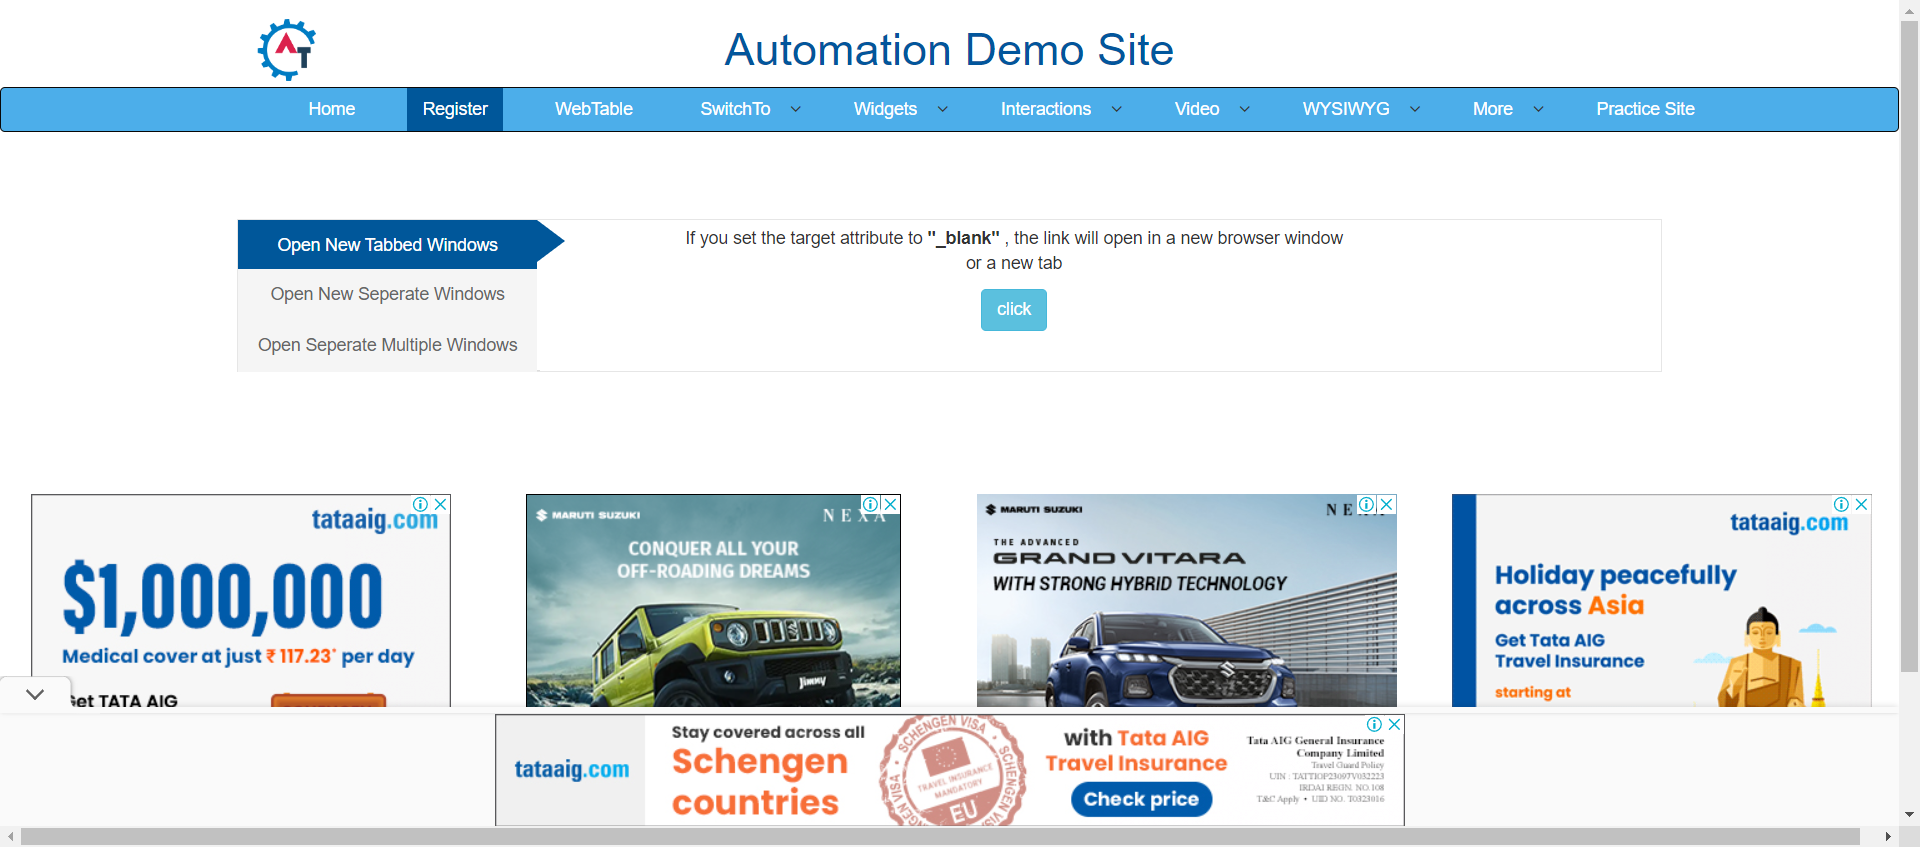 AT
Automation Demo Site
Home Register WebTable SwitchTo Widgets Interactions Video WYSIWYG More Practice Site
Open New Tabbed Windows
Open New Seperate Windows
Open Seperate Multiple Windows
If you set the target attribute to "_blank" , the link will open in a new browser window
or a new tab
click
tataaig.com
$1,000,000
Medical cover at just ₹ 117.23* per day
Get TATA AIG
MARUTI SUZUKI
NEXA
CONQUER ALL YOUR
OFF-ROADING DREAMS
SUZUKI
Jimny
MARUTI SUZUKI
THE ADVANCED
GRAND VITARA
WITH STRONG HYBRID TECHNOLOGY
tataaig.com
Holiday peacefully
across Asia
Get Tata AIG
Travel Insurance
starting at
tataaig.com
Stay covered across all
Schengen
countries
SCHENGEN VISA
SCHENGEN VISA
TRAVEL INSURANCE
MANDATORY
EU
with Tata AIG
Travel Insurance
Check price
Tata AIG General Insurance
Company Limited
Travel Guard Policy
UIN : TATTIOP23097V032223
IRDAI REGN. NO.108
T&C Apply • UID NO. T0323016